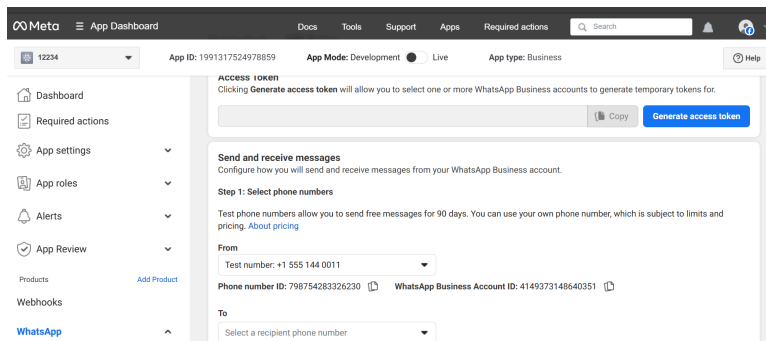 Meta App Dashboard Docs Tools Support Apps Required actions Search
12234 App ID: 1991317524978859 App Mode: Development Live App type: Business Help
Access Token
Clicking Generate access token will allow you to select one or more WhatsApp Business accounts to generate temporary tokens for.
Dashboard
Required actions
Copy Generate access token
App settings
Send and receive messages
Configure how you will send and receive messages from your WhatsApp Business account.
App roles
Step 1: Select phone numbers
Alerts
Test phone numbers allow you to send free messages for 90 days. You can use your own phone number, which is subject to limits and
pricing. About pricing
App Review
From
Test number: +1 555 144 0011
Products Add Product
Phone number ID: 798754283326230 WhatsApp Business Account ID: 4149373148640351
Webhooks
To
WhatsApp
Select a recipient phone number